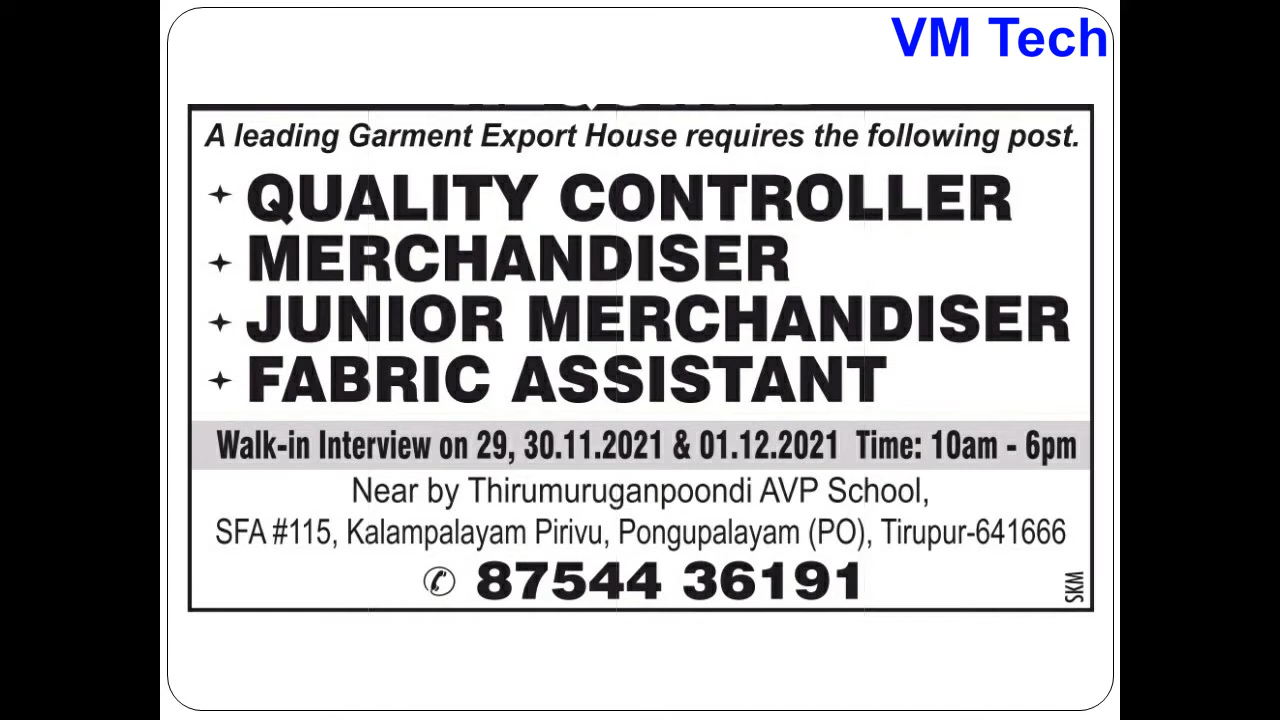 VM Tech
A leading Garment Export House requires the following post.
QUALITY CONTROLLER
MERCHANDISER
JUNIOR MERCHANDISER
FABRIC ASSISTANT
Walk-in Interview on 29, 30.11.2021 & 01.12.2021 Time: 10am - 6pm
Near by Thirumuruganpoondi AVP School,
SFA #115, Kalampalayam Pirivu, Pongupalayam (PO), Tirupur-641666
✆ 87544 36191
SKM